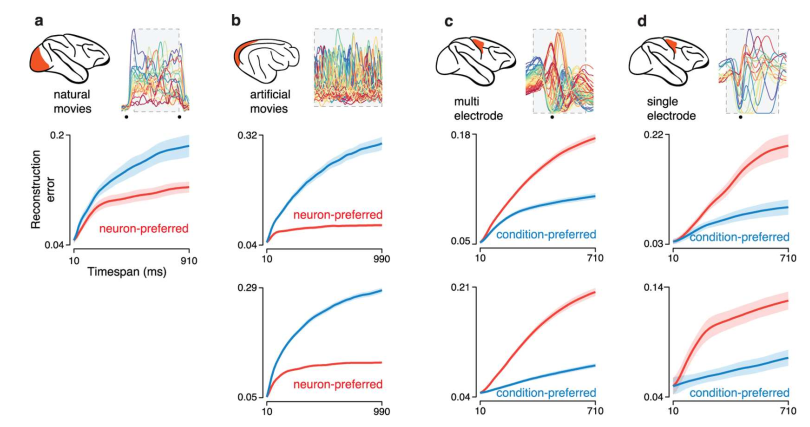 a
natural
movies
0.2
Reconstruction
error
neuron-preferred
0.04
10
910
Timespan (ms)
b
artificial
movies
0.32
neuron-preferred
0.04
10
990
0.29
neuron-preferred
0.05
10
990
c
multi
electrode
0.18
condition-preferred
0.05
10
710
0.21
condition-preferred
0.04
10
710
d
single
electrode
0.22
condition-preferred
0.03
10
710
0.14
condition-preferred
0.04
10
710